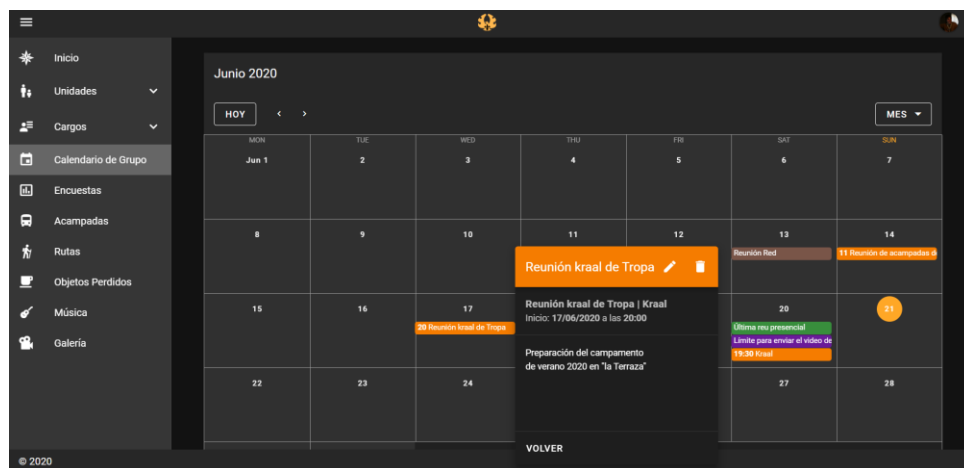 Inicio
Unidades
Cargos
Calendario de Grupo
Encuestas
Acampadas
Rutas
Objetos Perdidos
Música
Galería
© 2020
Junio 2020
HOY
MES
MON TUE WED THU FRI SAT SUN
Jun 1 2 3 4 5 6 7
8 9 10 11 12 13 14
Reunión Red
11 Reunión de acampadas d
15 16 17 20 21
20 Reunión kraal de Tropa
Última reu presencial
Límite para enviar el video de
19:30 Kraal
22 23 24 27 28
Reunión kraal de Tropa
Reunión kraal de Tropa | Kraal
Inicio: 17/06/2020 a las 20:00
Preparación del campamento
de verano 2020 en "la Terraza"
VOLVER